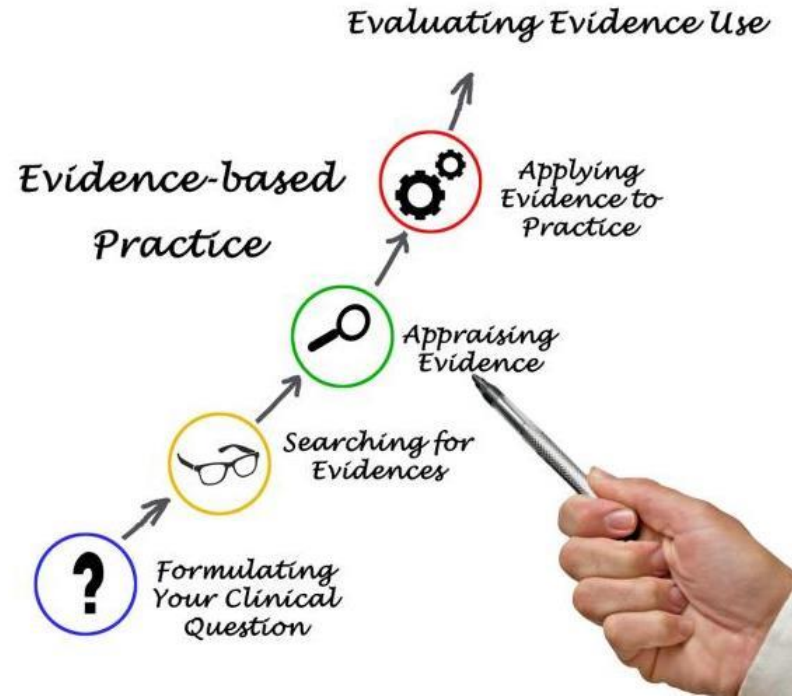 Evaluating Evidence Use
Evidence-based
Practice
Applying
Evidence to
Practice
Appraising
Evidence
Searching for
Evidences
?
Formulating
Your Clinical
Question